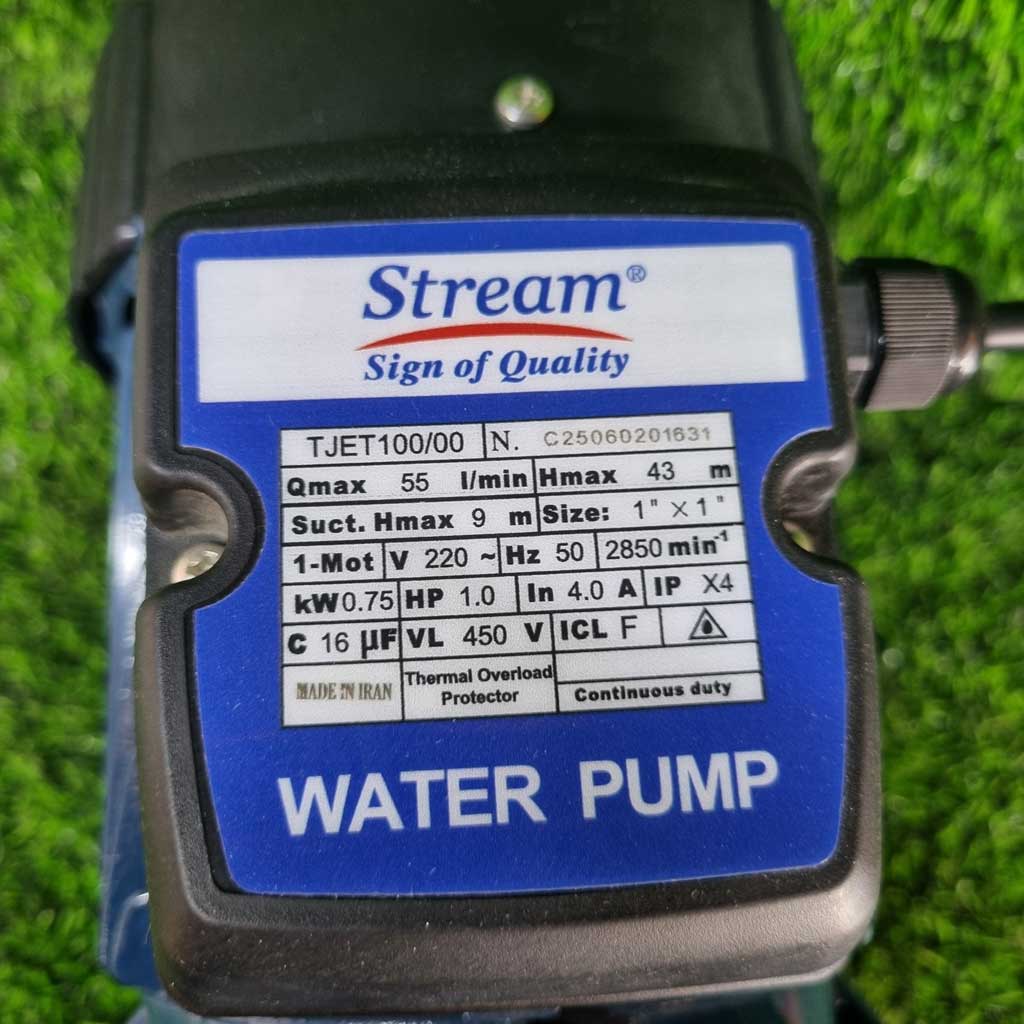 Stream®
Sign of Quality
TJET100/00 N. C25060201631
Qmax 55 l/min Hmax 43 m
Suct. Hmax 9 m Size: 1" X 1"
1-Mot V 220 ~ Hz 50 2850 min⁻¹
kW 0.75 HP 1.0 In 4.0 A IP X4
C 16 µF VL 450 V ICL F
MADE IN IRAN Thermal Overload
Protector Continuous duty
WATER PUMP